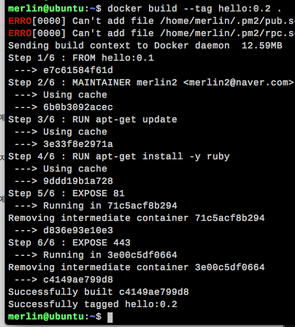 merlin@ubuntu:~$ docker build --tag hello:0.2 .
ERRO[0000] Can't add file /home/merlin/.pm2/pub.s
ERRO[0000] Can't add file /home/merlin/.pm2/rpc.s
Sending build context to Docker daemon  12.59MB
Step 1/6 : FROM hello:0.1
 ---> e7c61584f61d
Step 2/6 : MAINTAINER merlin2 <merlin2@naver.com>
 ---> Using cache
 ---> 6b0b3092acec
Step 3/6 : RUN apt-get update
 ---> Using cache
 ---> 3e33f8e2971a
Step 4/6 : RUN apt-get install -y ruby
 ---> Using cache
 ---> 9ddd19b1a728
Step 5/6 : EXPOSE 81
 ---> Running in 71c5acf8b294
Removing intermediate container 71c5acf8b294
 ---> d836e93e10e3
Step 6/6 : EXPOSE 443
 ---> Running in 3e00c5df0664
Removing intermediate container 3e00c5df0664
 ---> c4149ae799d8
Successfully built c4149ae799d8
Successfully tagged hello:0.2
merlin@ubuntu:~$